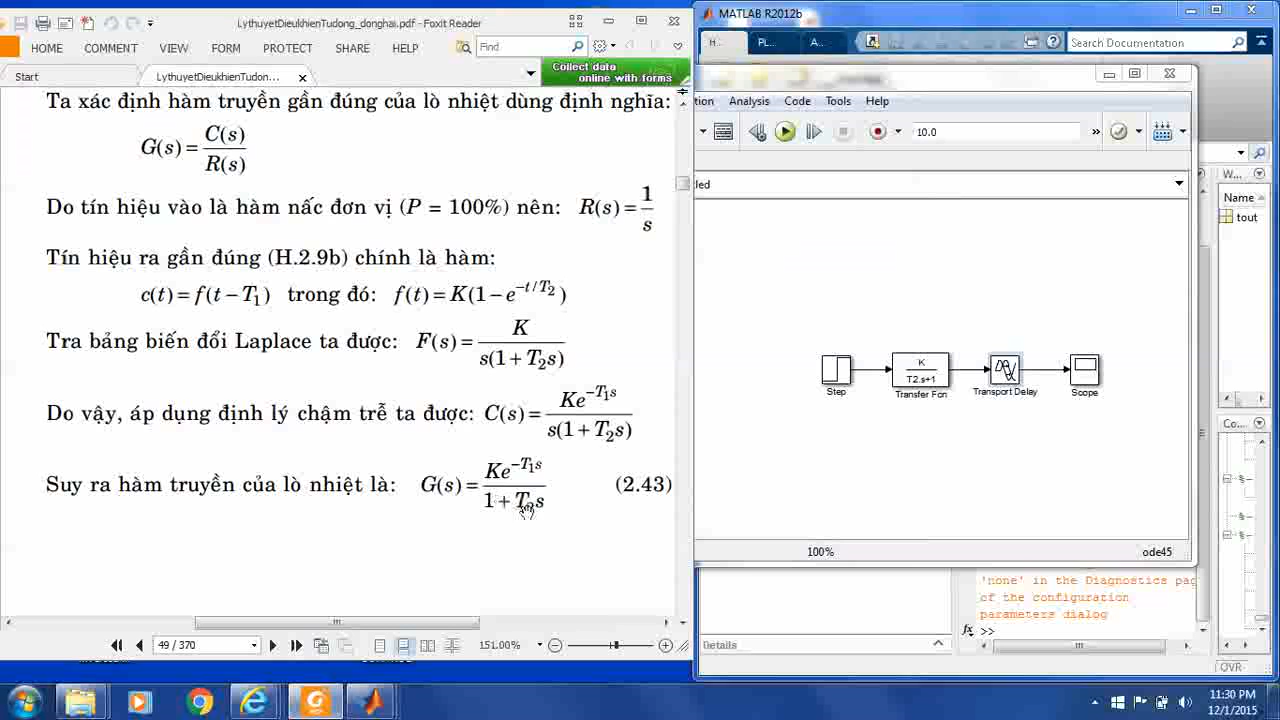 LythuyetDieukhienTudong_donghai.pdf - Foxit Reader
HOME COMMENT VIEW FORM PROTECT SHARE HELP
Find
Start
LythuyetDieukhienTudon...
Collect data
online with forms
Ta xác định hàm truyền gần đúng của lò nhiệt dùng định nghĩa:
G(s) = C(s) / R(s)
Do tín hiệu vào là hàm nấc đơn vị (P = 100%) nên: R(s) = 1 / s
Tín hiệu ra gần đúng (H.2.9b) chính là hàm:
c(t) = f(t − T₁) trong đó: f(t) = K(1 − e^{−t/T₂})
Tra bảng biến đổi Laplace ta được: F(s) = K / s(1 + T₂s)
Do vậy, áp dụng định lý chậm trễ ta được: C(s) = Ke^{−T₁s} / s(1 + T₂s)
Suy ra hàm truyền của lò nhiệt là: G(s) = Ke^{−T₁s} / 1 + T₂s (2.43)
49 / 370
151.00%
MATLAB R2012b
H... PL... A...
Search Documentation
tion Analysis Code Tools Help
10.0
led
K
T2.s+1
Step
Transfer Fcn
Transport Delay
Scope
100%
ode45
W...
Name
tout
Co...
'none' in the Diagnostics pag
of the configuration
parameters dialog
fx >>
Details
OVR
11:30 PM
12/1/2015